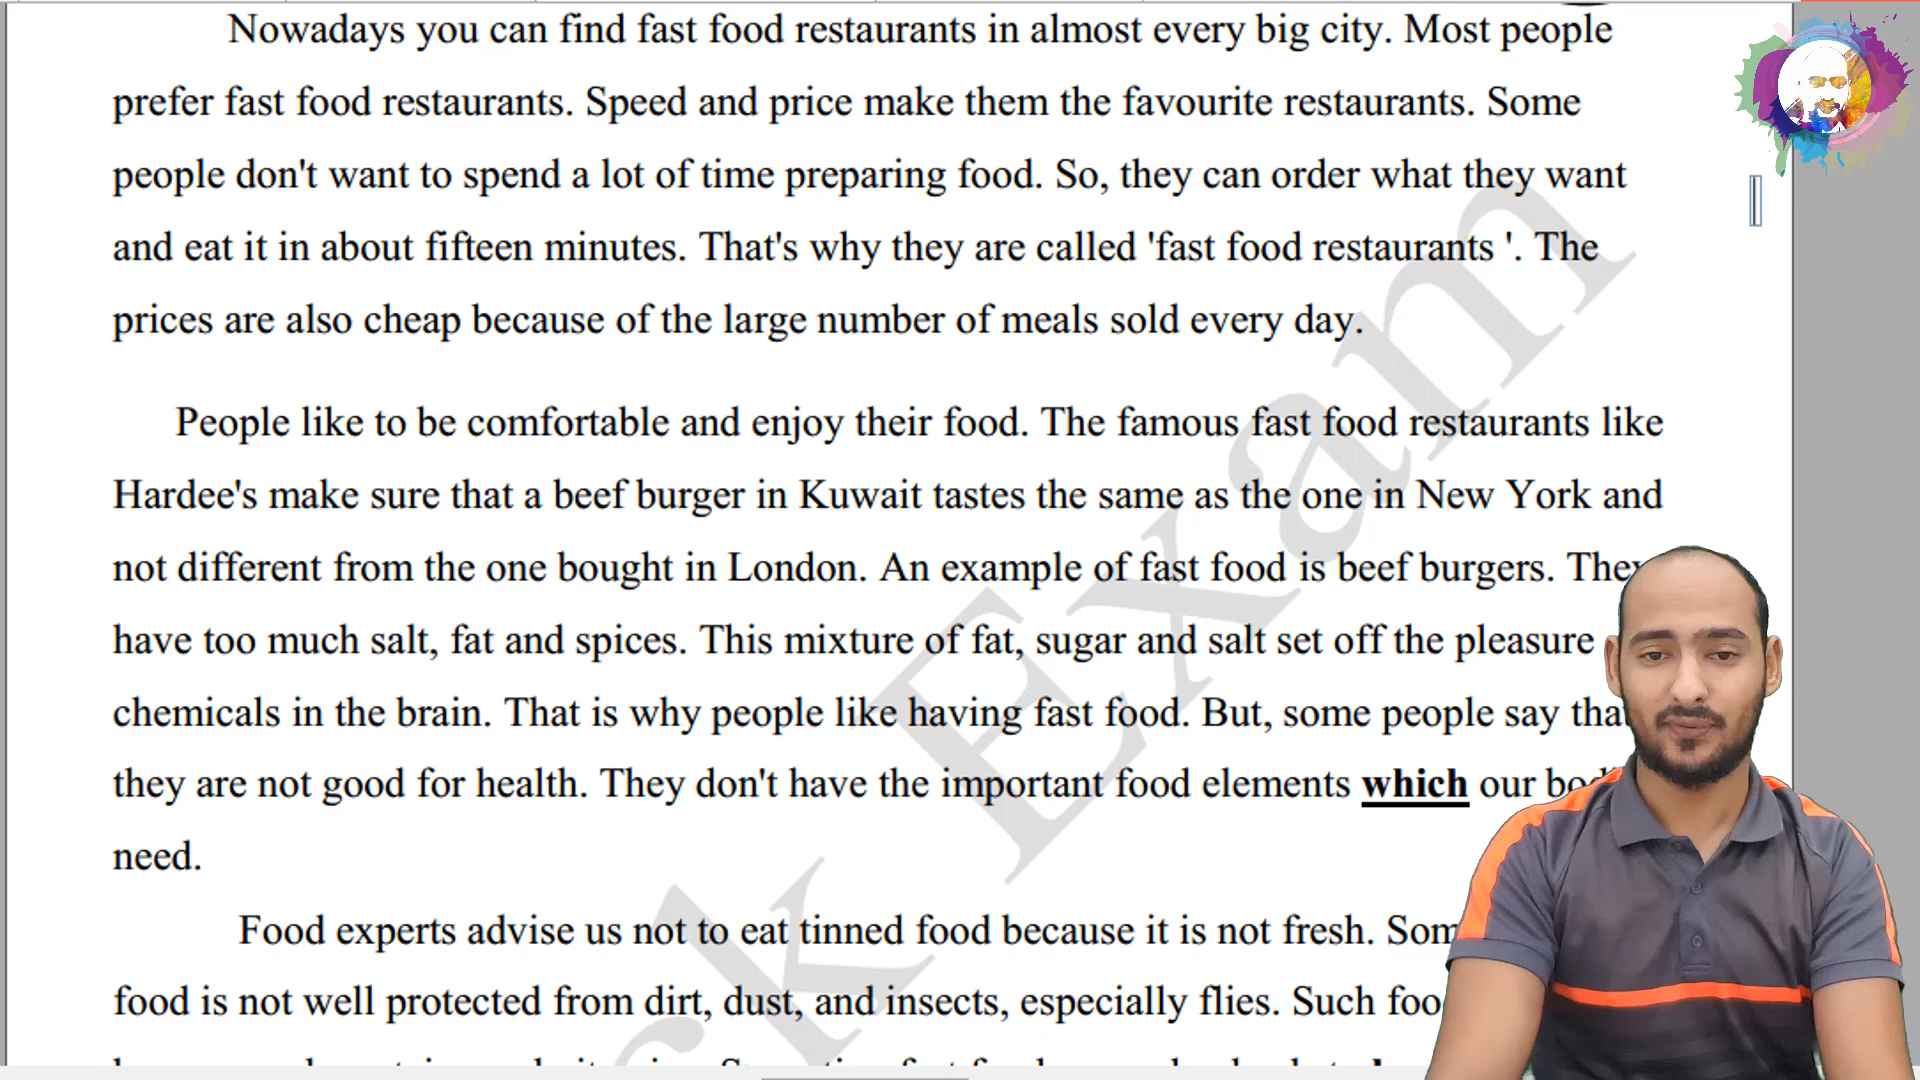 Nowadays you can find fast food restaurants in almost every big city. Most people
prefer fast food restaurants. Speed and price make them the favourite restaurants. Some
people don't want to spend a lot of time preparing food. So, they can order what they want
and eat it in about fifteen minutes. That's why they are called 'fast food restaurants '. The
prices are also cheap because of the large number of meals sold every day.
People like to be comfortable and enjoy their food. The famous fast food restaurants like
Hardee's make sure that a beef burger in Kuwait tastes the same as the one in New York and
not different from the one bought in London. An example of fast food is beef burgers. They
have too much salt, fat and spices. This mixture of fat, sugar and salt set off the pleasure
chemicals in the brain. That is why people like having fast food. But, some people say that
they are not good for health. They don't have the important food elements which our
need.
Food experts advise us not to eat tinned food because it is not fresh.
food is not well protected from dirt, dust, and insects, especially flies. Such
Exam